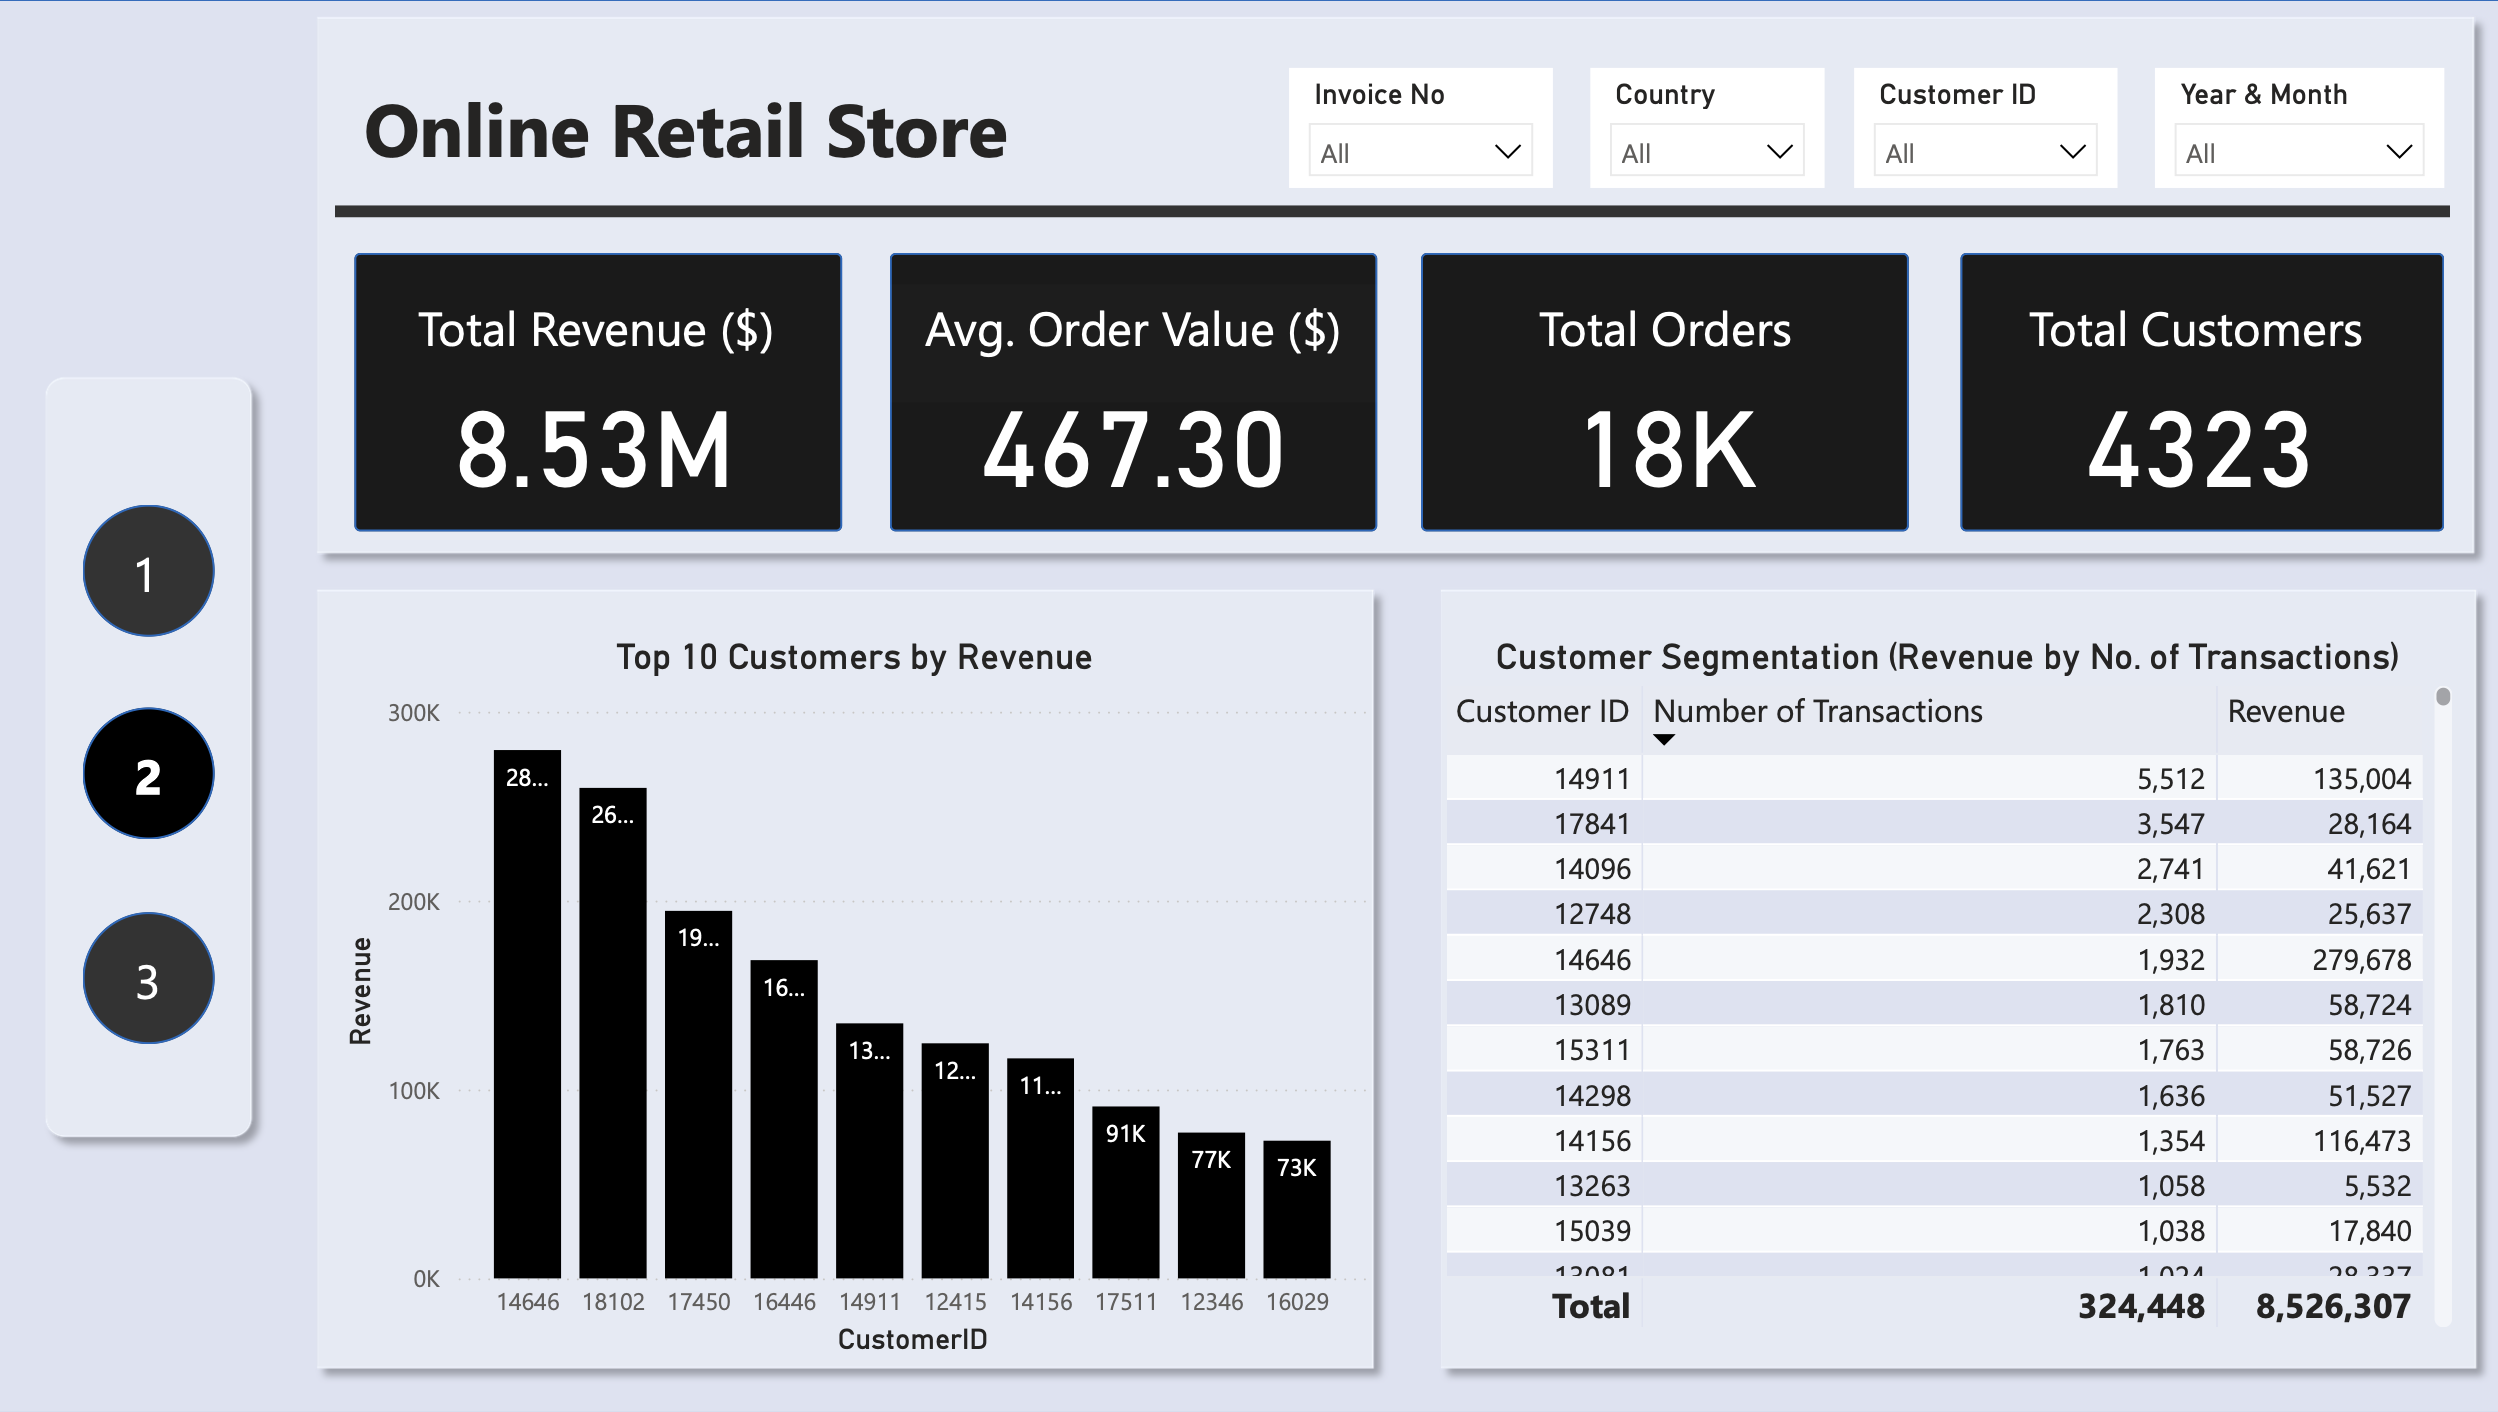 Online Retail Store
Invoice No
All
Country
All
Customer ID
All
Year & Month
All
Total Revenue ($)
8.53M
Avg. Order Value ($)
467.30
Total Orders
18K
Total Customers
4323
1
2
3
Top 10 Customers by Revenue
300K
200K
100K
0K
Revenue
28...
26...
19...
16...
13...
12...
11...
91K
77K
73K
14646 18102 17450 16446 14911 12415 14156 17511 12346 16029
CustomerID
Customer Segmentation (Revenue by No. of Transactions)
Customer ID Number of Transactions Revenue
14911 5,512 135,004
17841 3,547 28,164
14096 2,741 41,621
12748 2,308 25,637
14646 1,932 279,678
13089 1,810 58,724
15311 1,763 58,726
14298 1,636 51,527
14156 1,354 116,473
13263 1,058 5,532
15039 1,038 17,840
Total 324,448 8,526,307